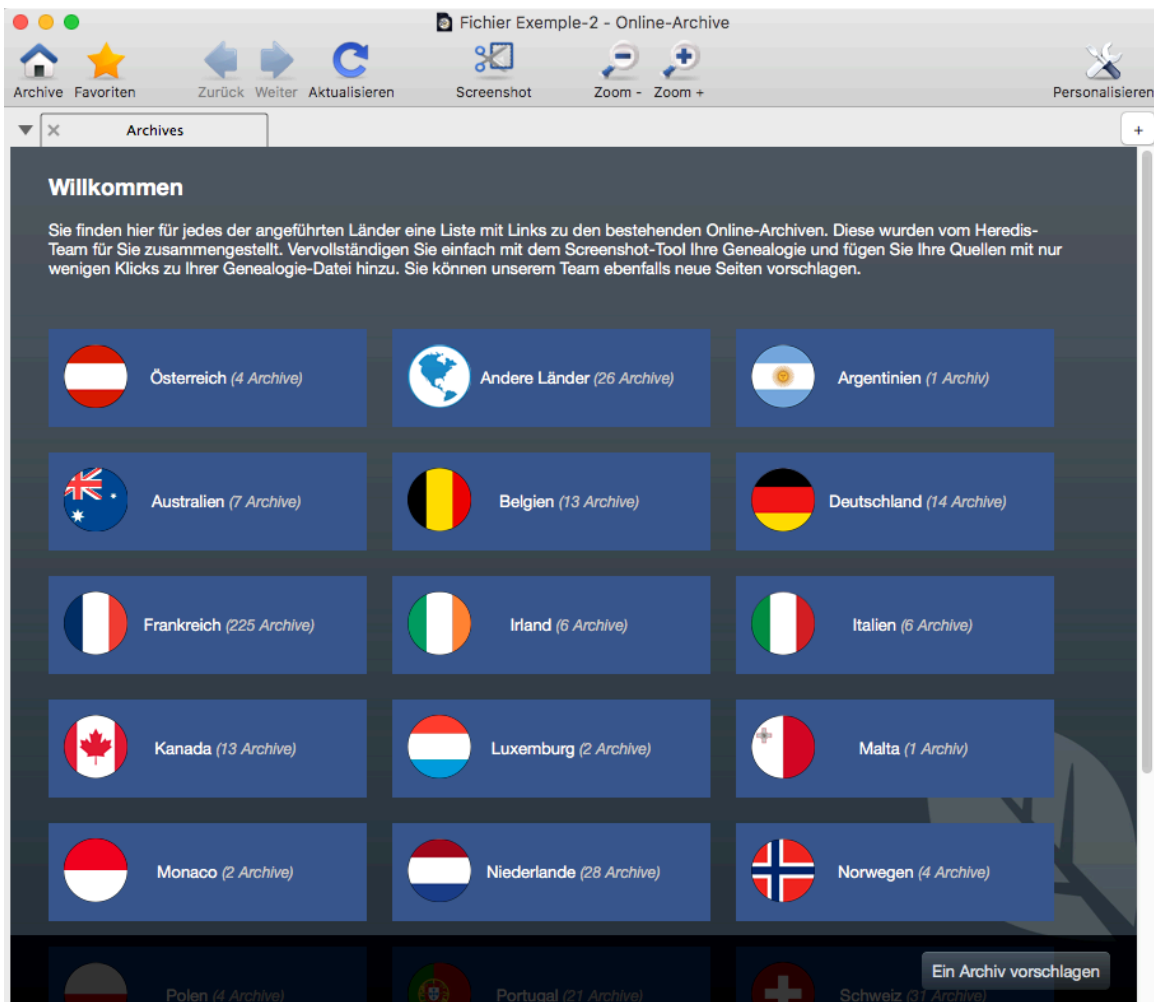 Fichier Exemple-2 - Online-Archive
Archive Favoriten Zurück Weiter Aktualisieren Screenshot Zoom - Zoom + Personalisieren
Archives
+
Willkommen
Sie finden hier für jedes der angeführten Länder eine Liste mit Links zu den bestehenden Online-Archiven. Diese wurden vom Heredis-
Team für Sie zusammengestellt. Vervollständigen Sie einfach mit dem Screenshot-Tool Ihre Genealogie und fügen Sie Ihre Quellen mit nur
wenigen Klicks zu Ihrer Genealogie-Datei hinzu. Sie können unserem Team ebenfalls neue Seiten vorschlagen.
Österreich (4 Archive) Andere Länder (26 Archive) Argentinien (1 Archiv)
Australien (7 Archive) Belgien (13 Archive) Deutschland (14 Archive)
Frankreich (225 Archive) Irland (6 Archive) Italien (6 Archive)
Kanada (13 Archive) Luxemburg (2 Archive) Malta (1 Archiv)
Monaco (2 Archive) Niederlande (28 Archive) Norwegen (4 Archive)
Ein Archiv vorschlagen
Polen (4 Archive) Portugal (21 Archive) Schweiz (31 Archive)